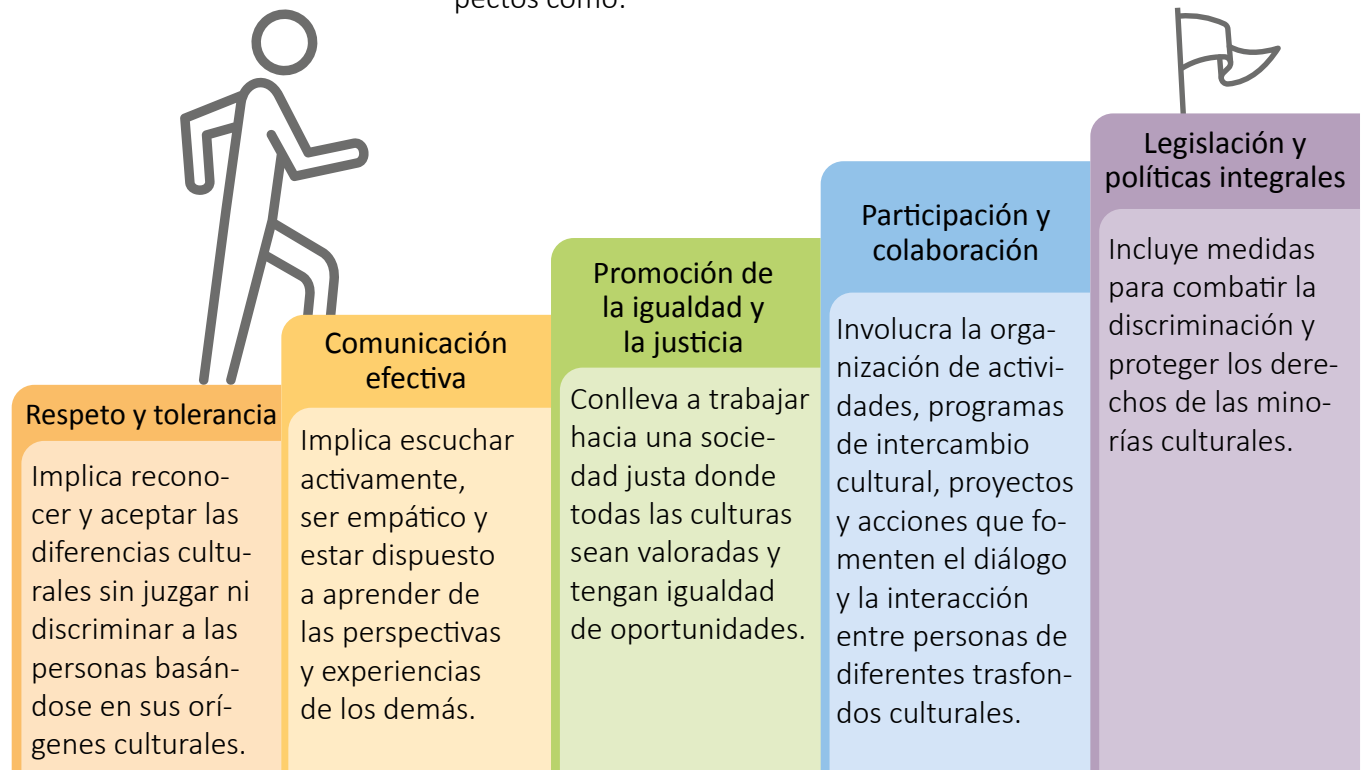 pectos como:
Respeto y tolerancia
Implica recono-
cer y aceptar las
diferencias cultu-
rales sin juzgar ni
discriminar a las
personas basán-
dose en sus orí-
genes culturales.
Comunicación
efectiva
Implica escuchar
activamente,
ser empático y
estar dispuesto
a aprender de
las perspectivas
y experiencias
de los demás.
Promoción de
la igualdad y
la justicia
Conlleva a trabajar
hacia una socie-
dad justa donde
todas las culturas
sean valoradas y
tengan igualdad
de oportunidades.
Participación y
colaboración
Involucra la orga-
nización de activi-
dades, programas
de intercambio
cultural, proyectos
y acciones que fo-
menten el diálogo
y la interacción
entre personas de
diferentes trasfon-
dos culturales.
Legislación y
políticas integrales
Incluye medidas
para combatir la
discriminación y
proteger los dere-
chos de las mino-
rías culturales.